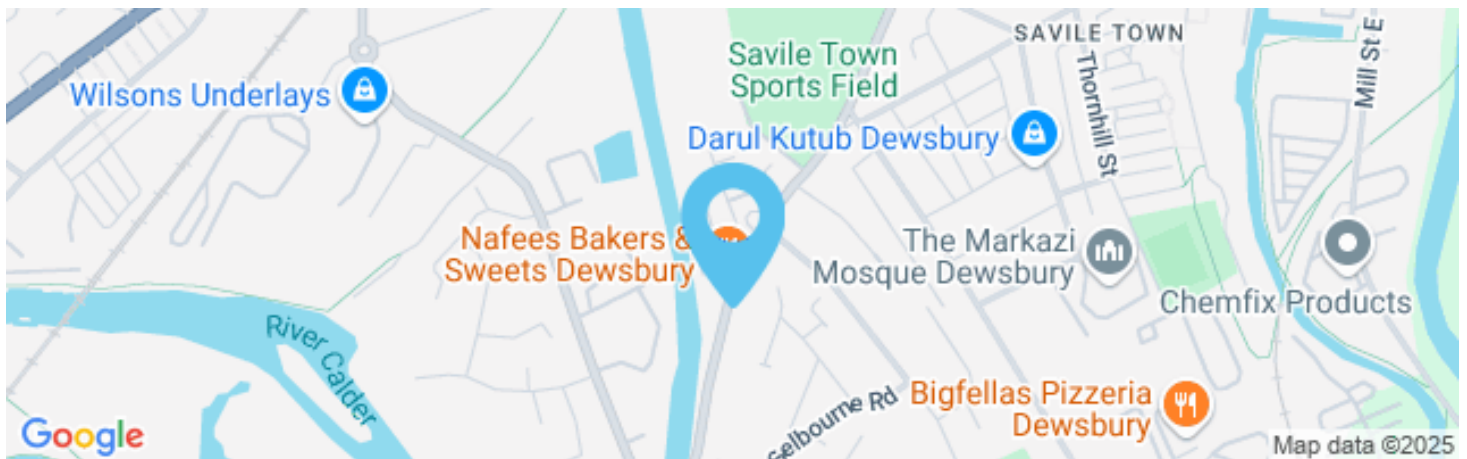 SAVILE TOWN
Savile Town
Sports Field
Mill St E
Wilsons Underlays
Thornhill St
Darul Kutub Dewsbury
Nafees Bakers &
Sweets Dewsbury
The Markazi
Mosque Dewsbury
Chemfix Products
River Calder
Selbourne Rd
Bigfellas Pizzeria
Dewsbury
Google
Map data ©2025